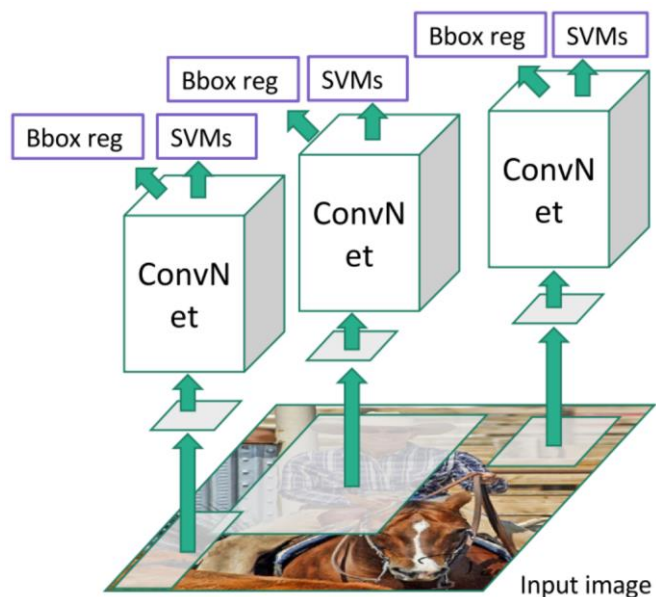 Bbox reg
SVMs
Bbox reg
SVMs
Bbox reg
SVMs
ConvN
et
ConvN
et
ConvN
et
Input image